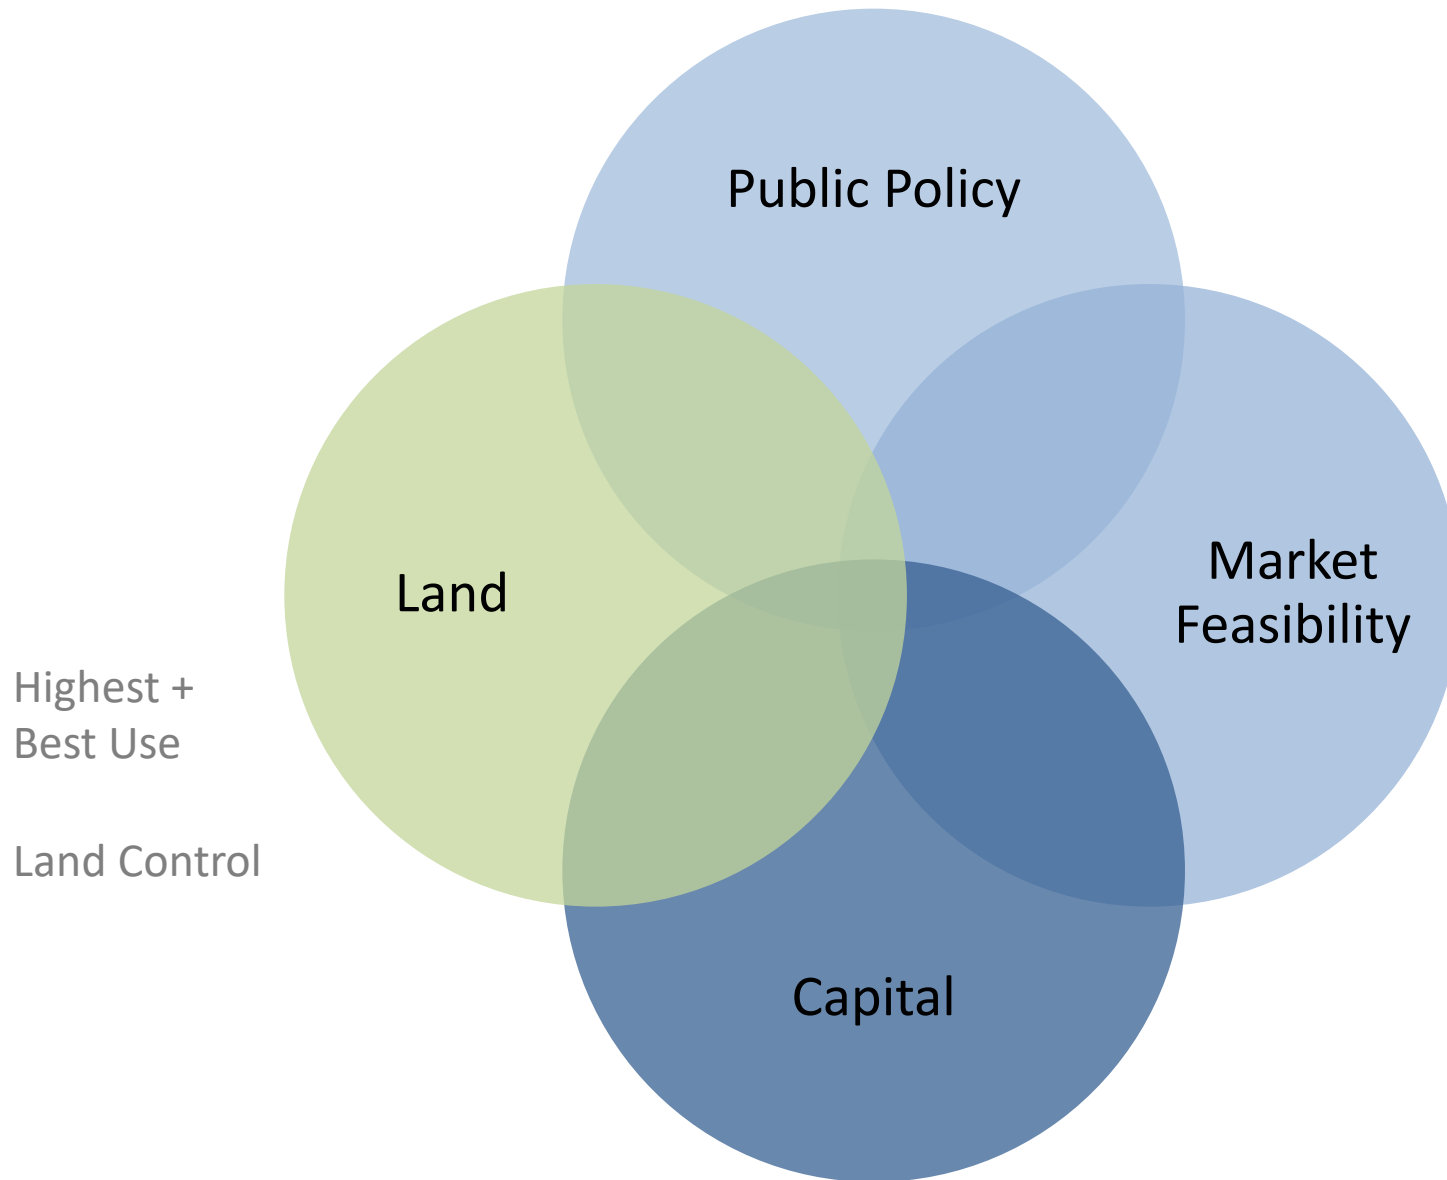 Public Policy
Market
Feasibility
Land
Highest +
Best Use
Land Control
Capital